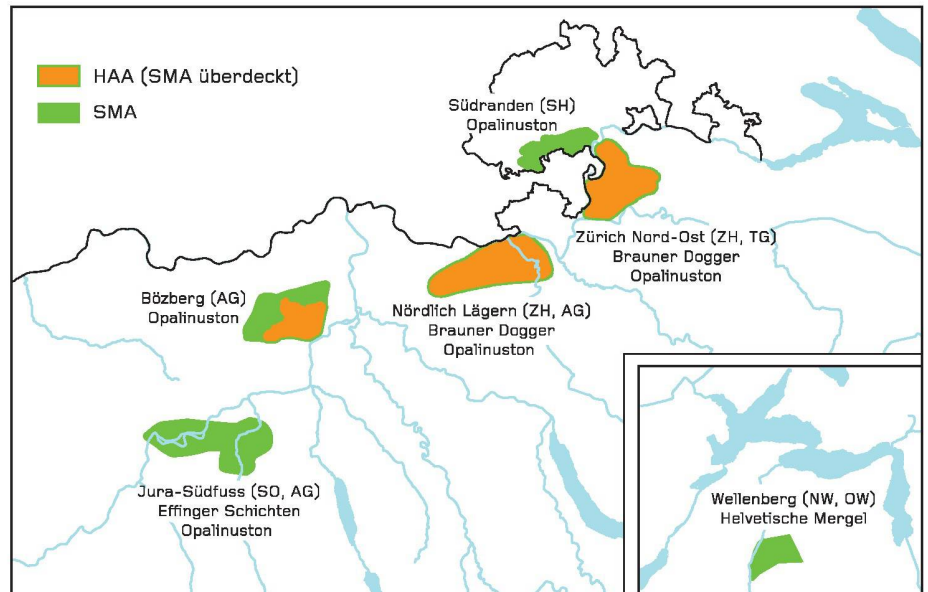 HAA (SMA überdeckt)
SMA
Südranden (SH)
Opalinuston
Zürich Nord-Ost (ZH, TG)
Brauner Dogger
Opalinuston
Bözberg (AG)
Opalinuston
Nördlich Lägern (ZH, AG)
Brauner Dogger
Opalinuston
Jura-Südfuss (SO, AG)
Effinger Schichten
Opalinuston
Wellenberg (NW, OW)
Helvetische Mergel